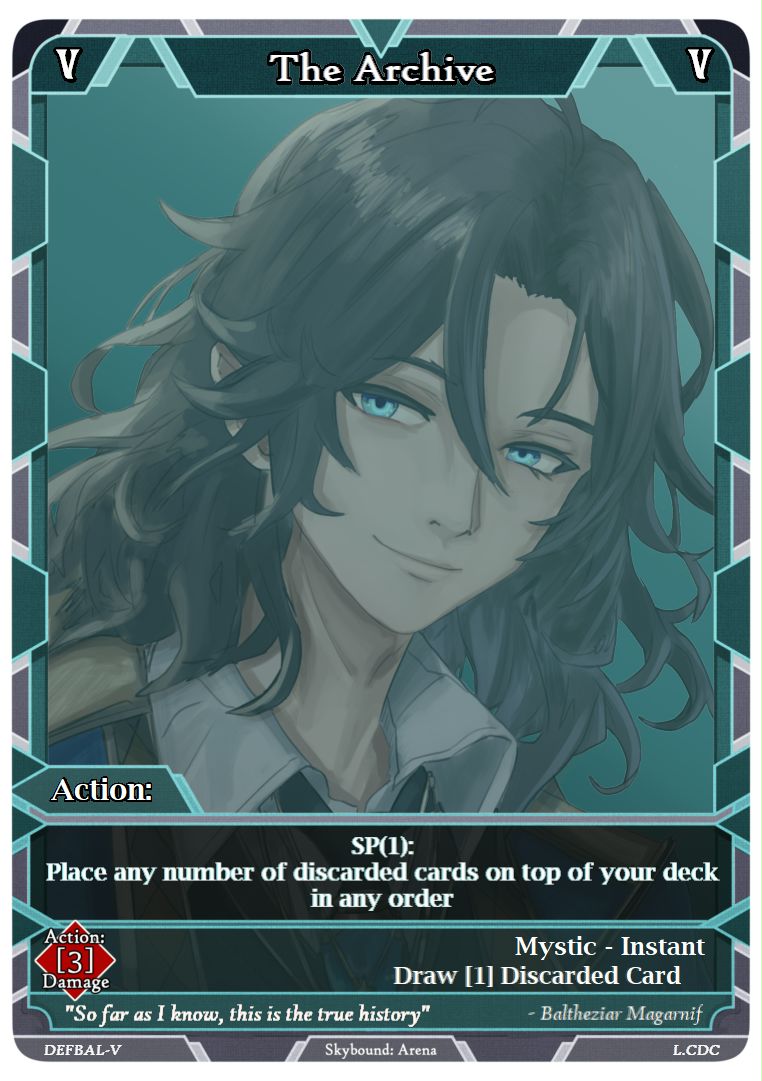 V The Archive V
Action:
SP(1):
Place any number of discarded cards on top of your deck
in any order
Action:
[3]
Damage
Mystic - Instant
Draw [1] Discarded Card
"So far as I know, this is the true history" - Baltheziar Magarnif
DEFBAL-V Skybound: Arena L.CDC